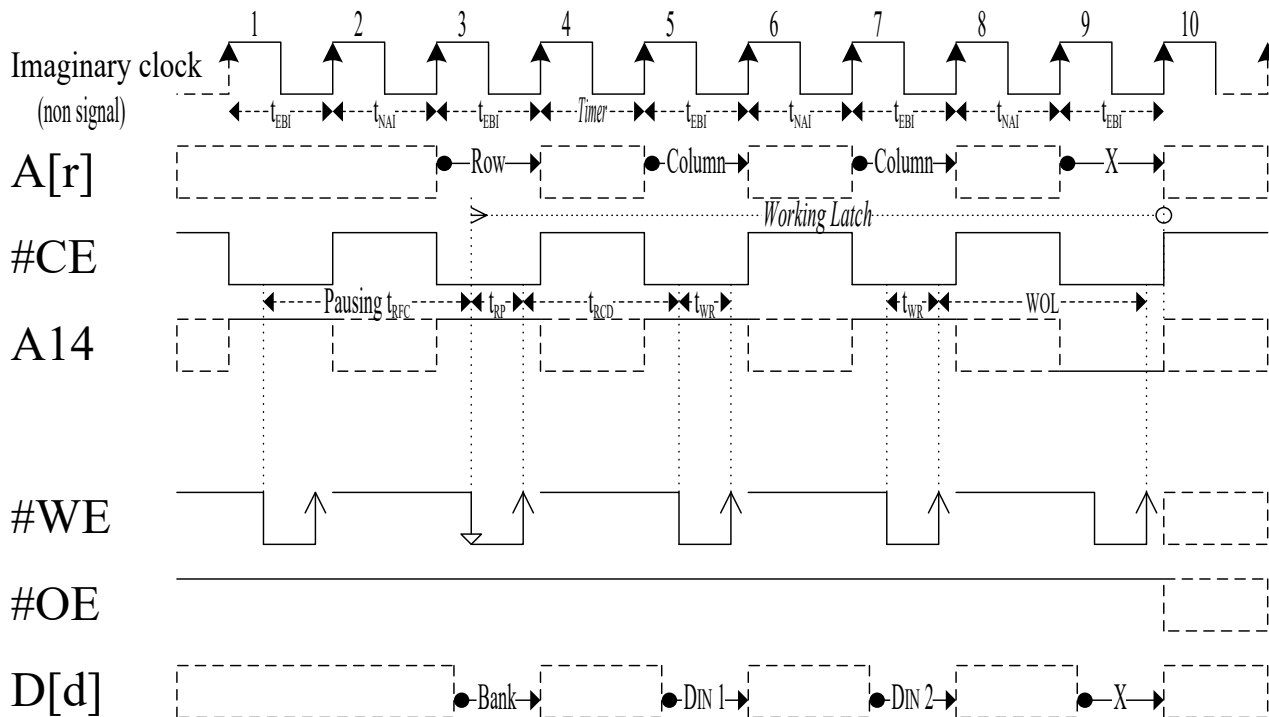 1 2 3 4 5 6 7 8 9 10
Imaginary clock
(non signal)
tEBI tNAI tEBI Timer tEBI tNAI tEBI tNAI tEBI
A[r] Row Column Column X
Working Latch
#CE
Pausing tRFC tRP tRCD tWR tWR WOL
A14
#WE
#OE
D[d] Bank DIN 1 DIN 2 X